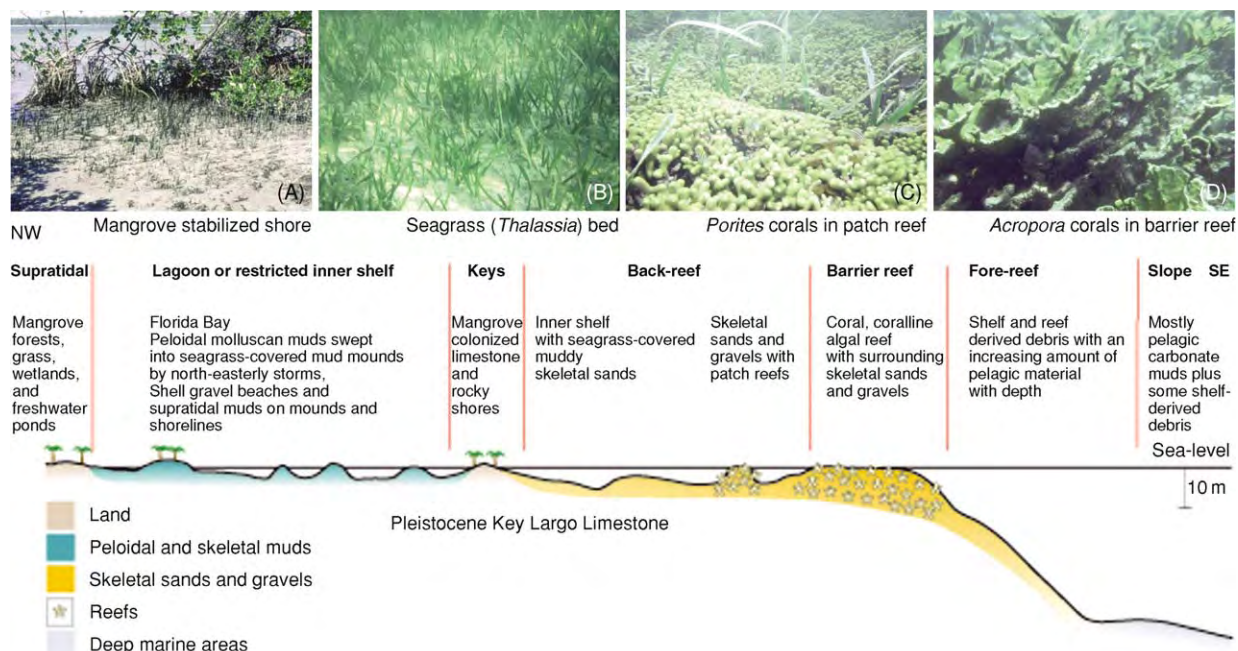 (A)
(B)
(C)
(D)
Mangrove stabilized shore
Seagrass (Thalassia) bed
Porites corals in patch reef
Acropora corals in barrier reef
NW
Supratidal
Lagoon or restricted inner shelf
Keys
Back-reef
Barrier reef
Fore-reef
Slope SE
Mangrove
forests,
grass,
wetlands,
and
freshwater
ponds
Florida Bay
Peloidal molluscan muds swept
into seagrass-covered mud mounds
by north-easterly storms,
Shell gravel beaches and
supratidal muds on mounds and
shorelines
Mangrove
colonized
limestone
and
rocky
shores
Inner shelf
with seagrass-covered
muddy
skeletal sands
Skeletal
sands and
gravels with
patch reefs
Coral, coralline
algal reef
with surrounding
skeletal sands
and gravels
Shelf and reef
derived debris with an
increasing amount of
pelagic material
with depth
Mostly
pelagic
carbonate
muds plus
some shelf-
derived
debris
Sea-level
10 m
Pleistocene Key Largo Limestone
Land
Peloidal and skeletal muds
Skeletal sands and gravels
Reefs
Deep marine areas